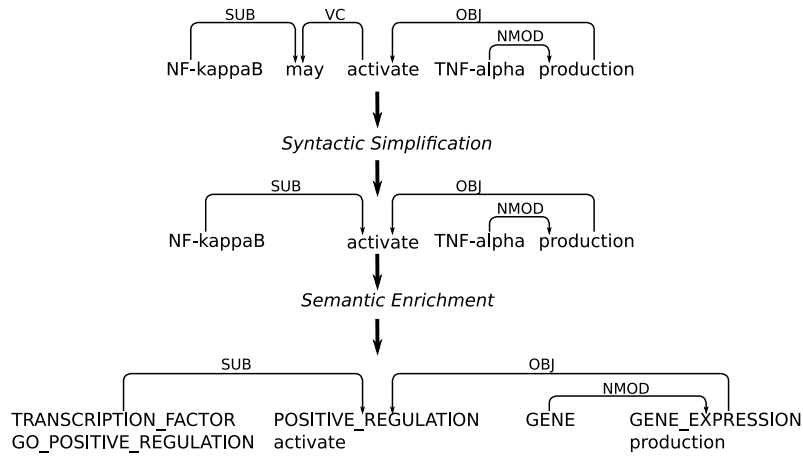 SUB VC OBJ
NMOD
NF-kappaB may activate TNF-alpha production
Syntactic Simplification
SUB OBJ
NMOD
NF-kappaB activate TNF-alpha production
Semantic Enrichment
SUB OBJ
NMOD
TRANSCRIPTION_FACTOR POSITIVE_REGULATION GENE GENE_EXPRESSION
GO_POSITIVE_REGULATION activate production